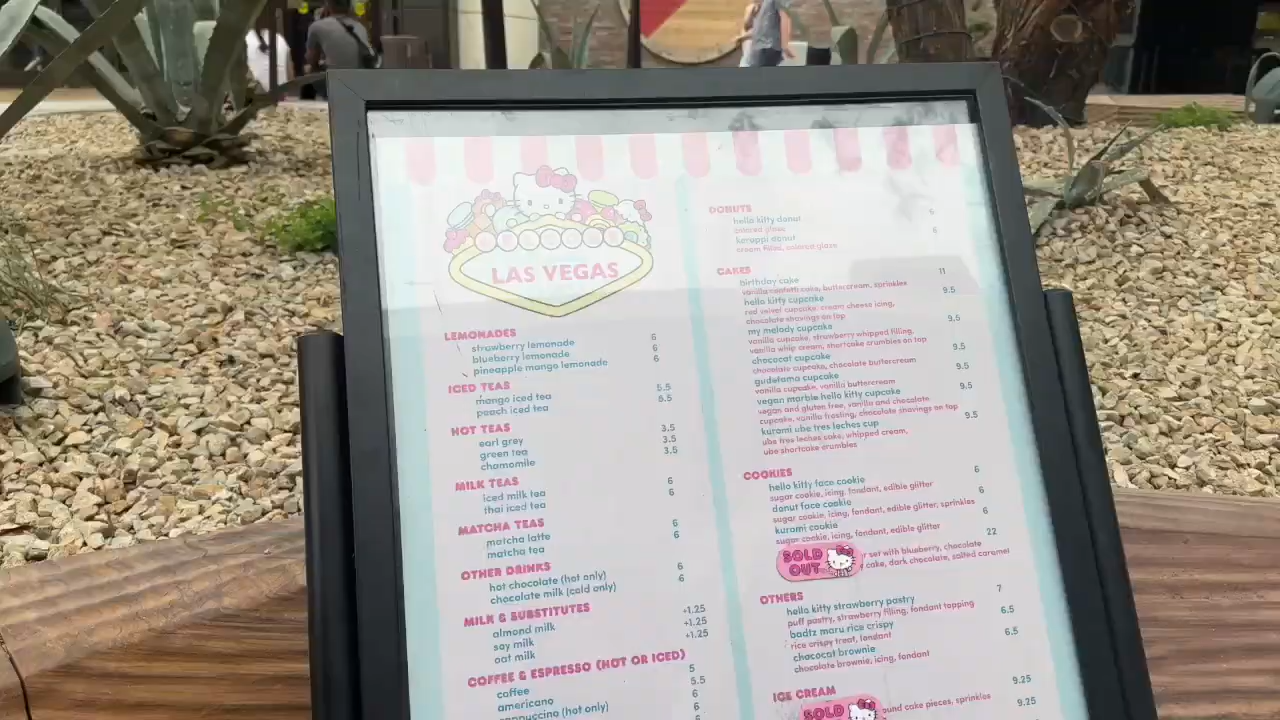 LAS VEGAS
LEMONADES
strawberry lemonade 6
blueberry lemonade 6
pineapple mango lemonade 6
ICED TEAS
mango iced tea 5.5
peach iced tea 5.5
HOT TEAS
earl grey 3.5
green tea 3.5
chamomile 3.5
MILK TEAS
iced milk tea 6
thai iced tea 6
MATCHA TEAS
matcha latte 6
matcha tea 6
OTHER DRINKS
hot chocolate (hot only) 6
chocolate milk (cold only) 6
MILK & SUBSTITUTES
almond milk +1.25
soy milk +1.25
oat milk +1.25
COFFEE & ESPRESSO (HOT OR ICED)
coffee 5
americano 5.5
cappuccino (hot only) 6
6
DONUTS
hello kitty donut 5
colored glaze
keroppi donut 6
cream filled, colored glaze
CAKES
birthday cake 11
vanilla confetti cake, buttercream, sprinkles
hello kitty cupcake 9.5
red velvet cupcake, cream cheese icing,
chocolate shavings on top
my melody cupcake 9.5
vanilla cupcake, strawberry whipped filling,
vanilla whip cream, shortcake crumbles on top
chococat cupcake 9.5
chocolate cupcake, chocolate buttercream
gudetama cupcake 9.5
vanilla cupcake, vanilla buttercream
vegan marble hello kitty cupcake 9.5
vegan and gluten free, vanilla and chocolate
cupcake, vanilla frosting, chocolate shavings on top
kuromi ube tres leches cup 9.5
ube tres leches cake, whipped cream,
ube shortcake crumbles
COOKIES
hello kitty face cookie 6
sugar cookie, icing, fondant, edible glitter
donut face cookie 6
sugar cookie, icing, fondant, edible glitter, sprinkles
kuromi cookie 6
sugar cookie, icing, fondant, edible glitter
SOLD OUT 22
r set with blueberry, chocolate
cake, dark chocolate, salted caramel
OTHERS
hello kitty strawberry pastry 7
puff pastry, strawberry filling, fondant topping
badtz maru rice crispy 6.5
rice crispy treat, fondant
chococat brownie 6.5
chocolate brownie, icing, fondant
ICE CREAM
SOLD 9.25
ound cake pieces, sprinkles
9.25